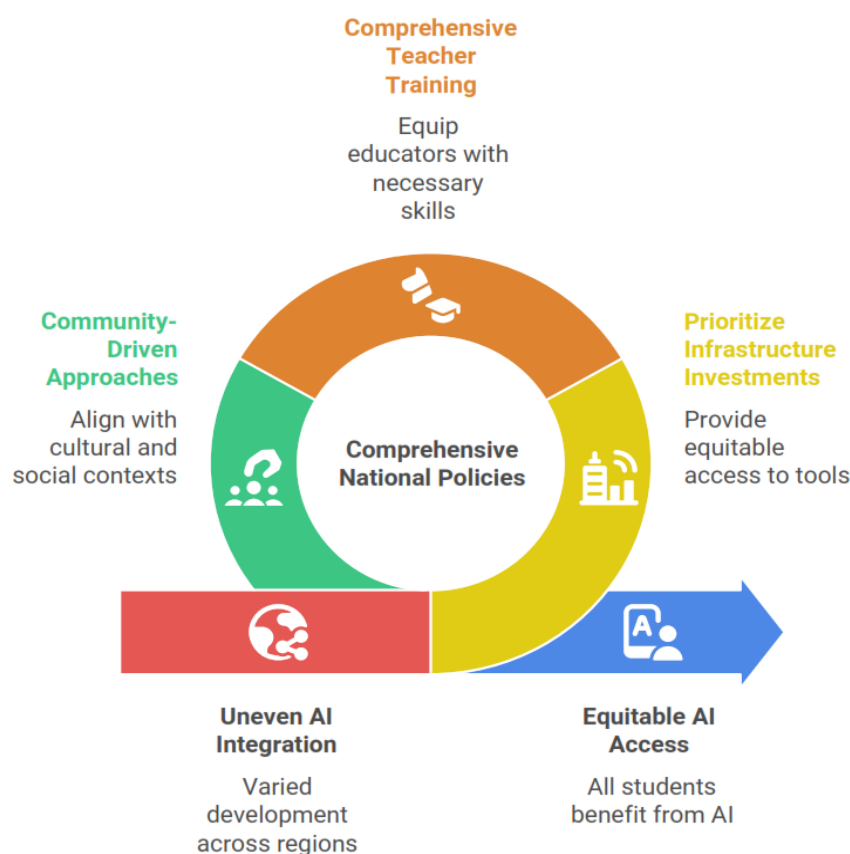 Comprehensive
Teacher
Training
Equip
educators with
necessary
skills
Community-
Driven
Approaches
Align with
cultural and
social contexts
Prioritize
Infrastructure
Investments
Provide
equitable
access to tools
Comprehensive
National Policies
A
Uneven AI
Integration
Varied
development
across regions
Equitable AI
Access
All students
benefit from AI